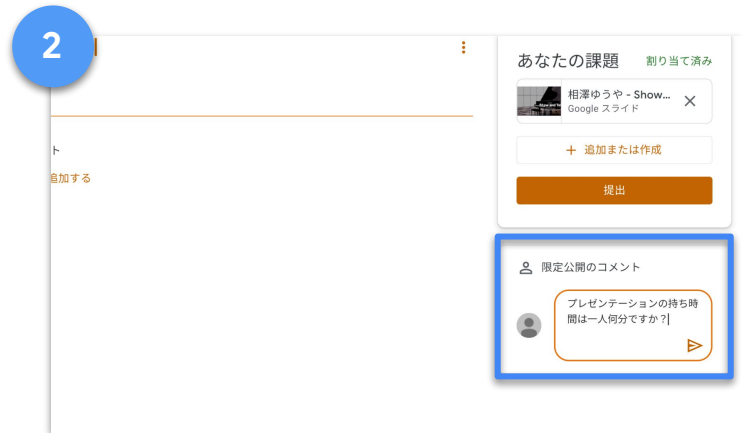 2
ト
追加する
あなたの課題
割り当て済み
相澤ゆうや - Show...
Google スライド
+ 追加または作成
提出
限定公開のコメント
プレゼンテーションの持ち時
間は一人何分ですか?